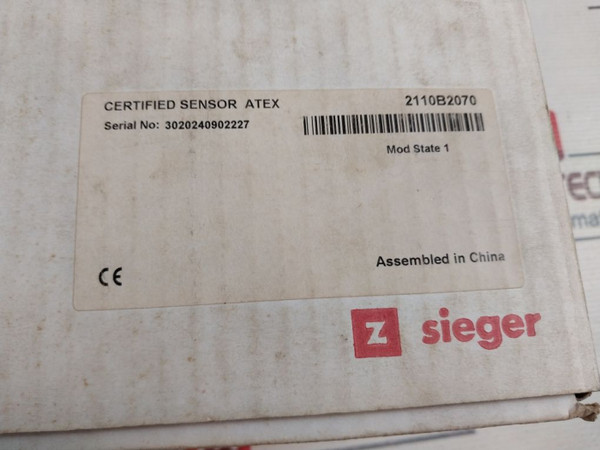 CERTIFIED SENSOR ATEX 2110B2070
Serial No: 3020240902227
Mod State 1
CE
Assembled in China
z sieger